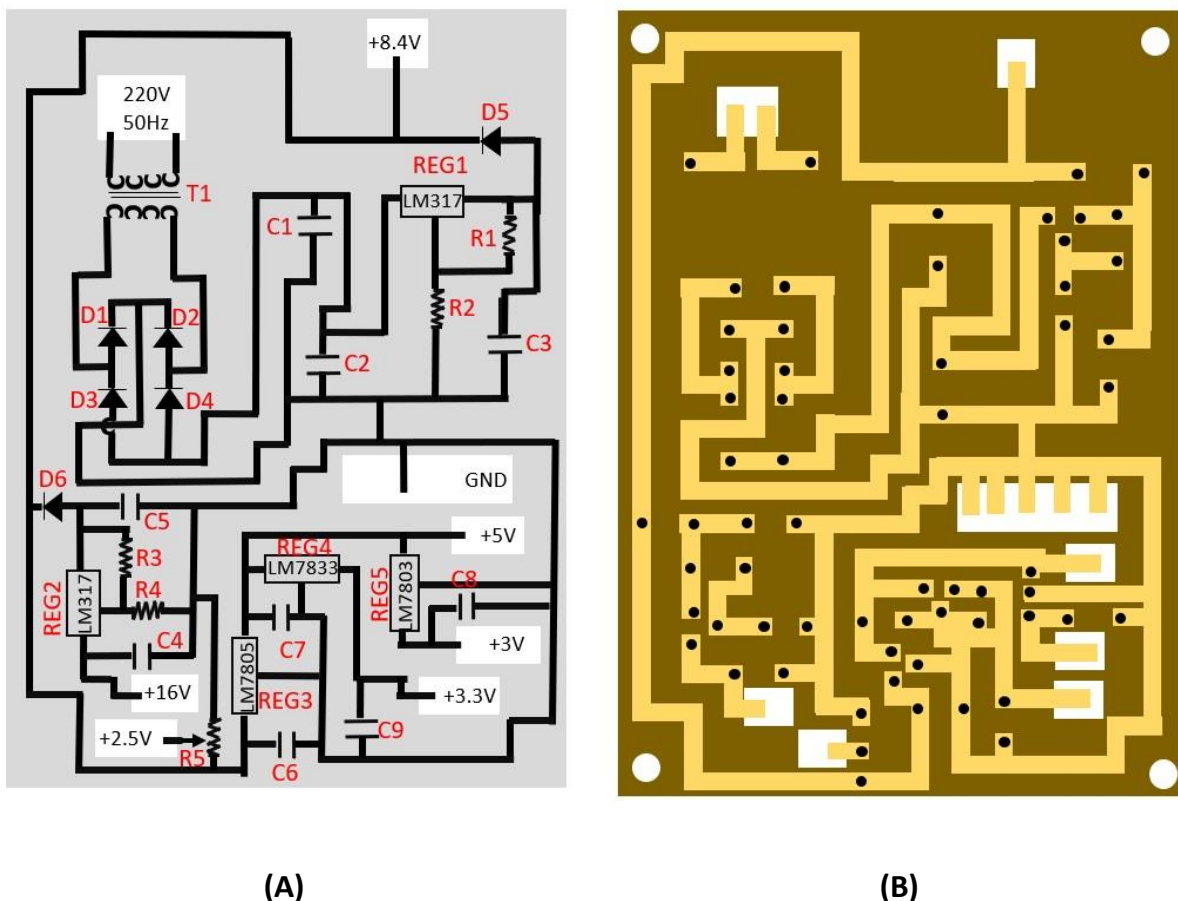 +8.4V
220V
50Hz
D5
REG1
T1
LM317
C1
R1
D1
D2
R2
C2
C3
D3
D4
D6
GND
C5
+5V
R3
REG4
LM7833
REG5
LM7803
C8
REG2
LM317
R4
C7
C4
+3V
LM7805
REG3
+16V
+3.3V
+2.5V
R5
C9
C6
(A)
(B)